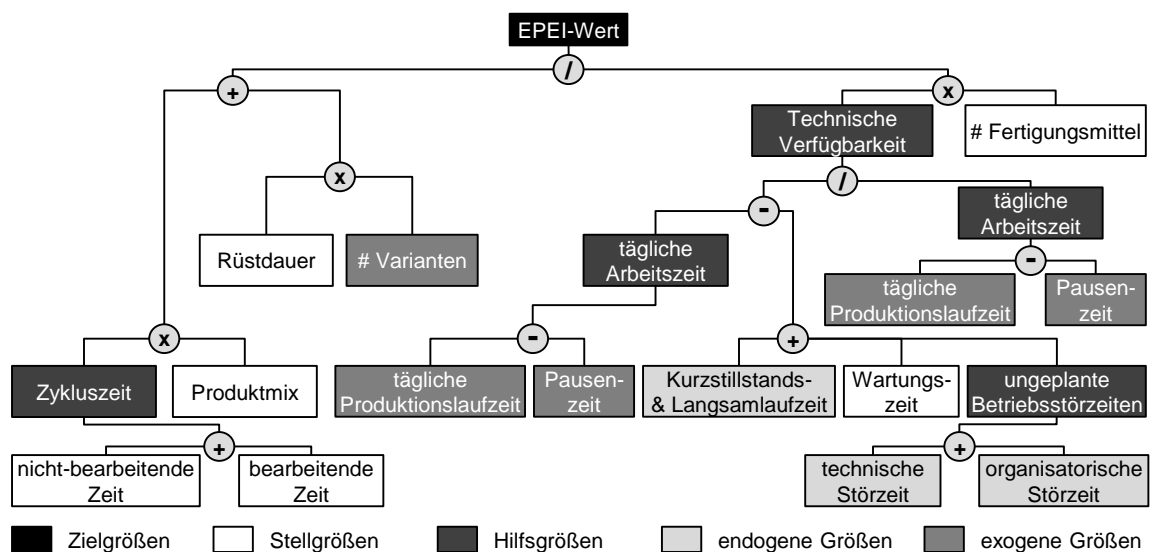 EPEI-Wert
/
+
x
Technische
Verfügbarkeit
# Fertigungsmittel
x
/
-
tägliche
Arbeitszeit
Rüstdauer
# Varianten
tägliche
Arbeitszeit
-
tägliche
Produktionslaufzeit
Pausen-
zeit
x
-
+
Zykluszeit
Produktmix
tägliche
Produktionslaufzeit
Pausen-
zeit
Kurzstillstands-
& Langsamlaufzeit
Wartungs-
zeit
ungeplante
Betriebsstörzeiten
+
+
nicht-bearbeitende
Zeit
bearbeitende
Zeit
technische
Störzeit
organisatorische
Störzeit
Zielgrößen Stellgrößen Hilfsgrößen endogene Größen exogene Größen